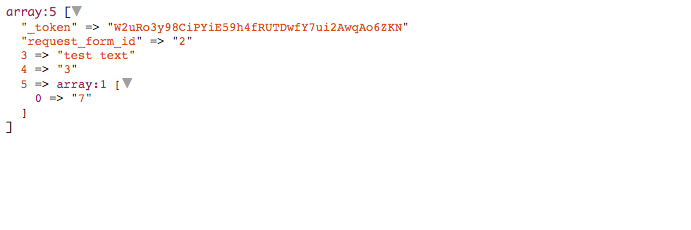 array:5 [▼
  "_token" => "W2uRo3y98CiPYiE59h4fRUTDwfY7ui2AwqAo6ZKN"
  "request_form_id" => "2"
  3 => "test text"
  4 => "3"
  5 => array:1 [▼
    0 => "7"
  ]
]